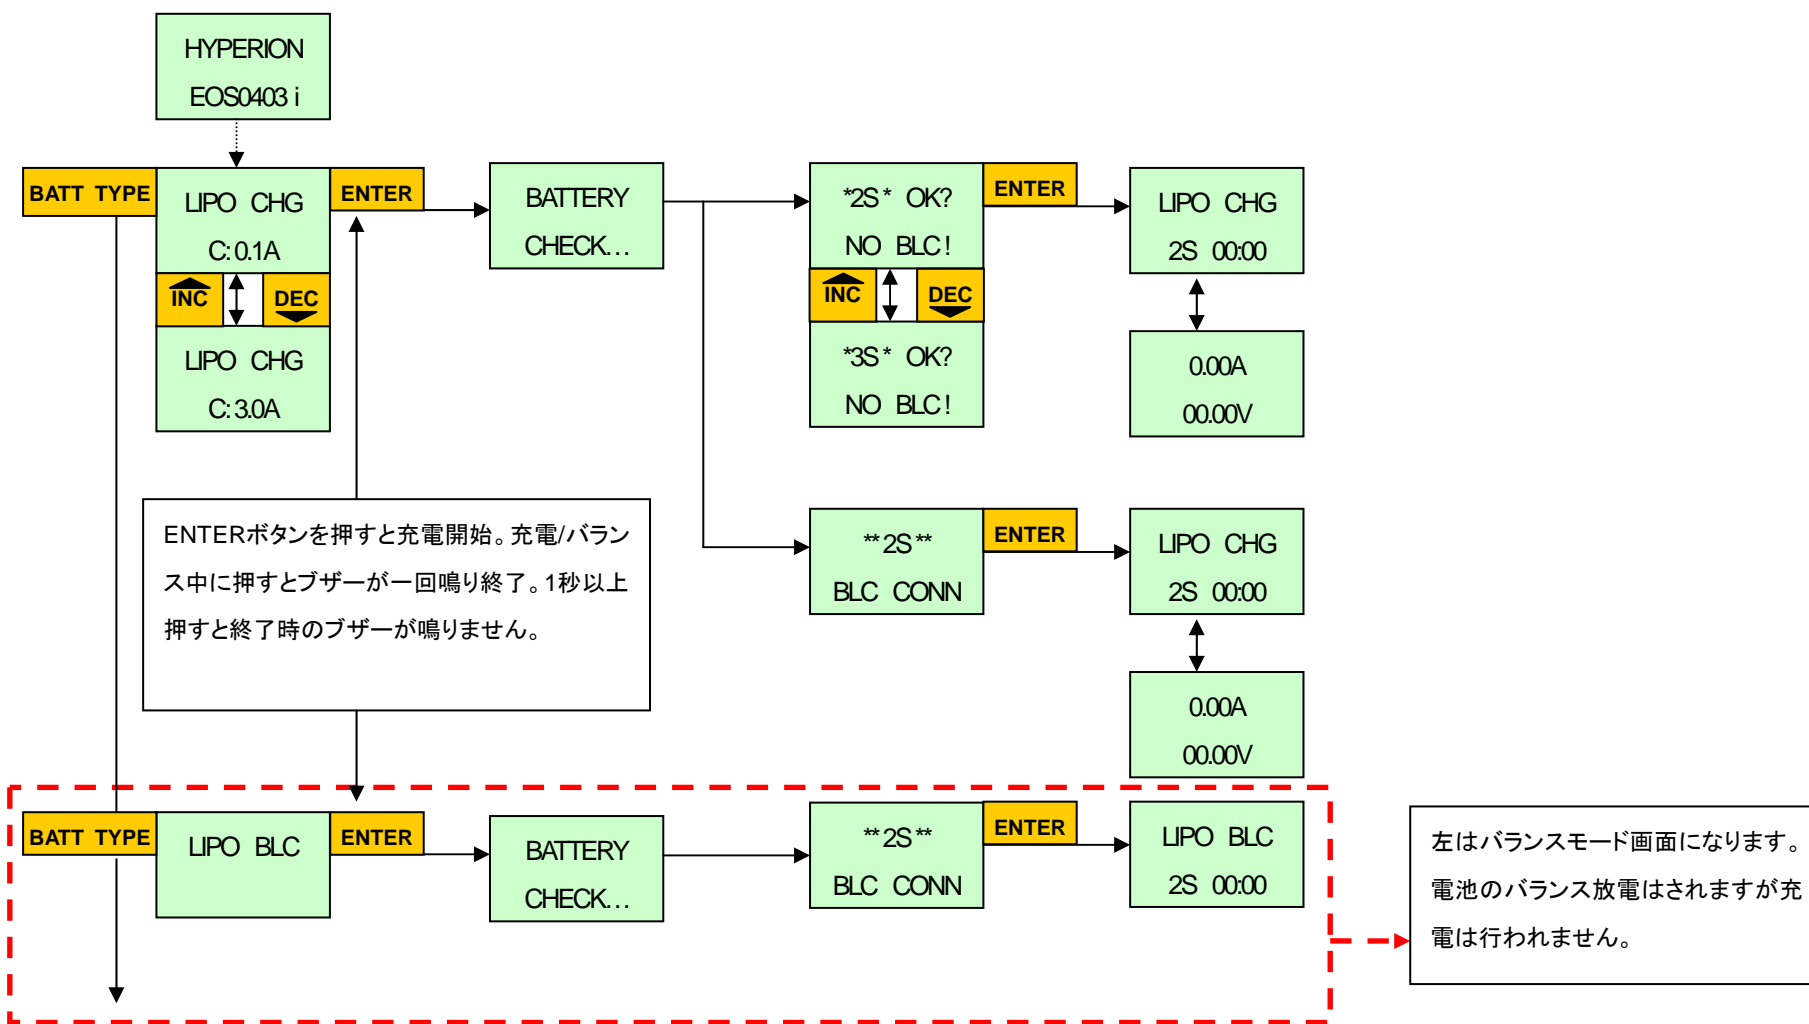 HYPERION
EOS0403 i
BATT TYPE
LIPO CHG
C:0.1A
ENTER
INC
DEC
LIPO CHG
C:3.0A
BATTERY
CHECK...
*2S* OK?
NO BLC!
ENTER
INC
DEC
*3S* OK?
NO BLC!
LIPO CHG
2S 00:00
0.00A
00.00V
ENTERボタンを押すと充電開始。充電/バラン
ス中に押すとブザーが一回鳴り終了。1秒以上
押すと終了時のブザーが鳴りません。
**2S**
BLC CONN
ENTER
LIPO CHG
2S 00:00
0.00A
00.00V
BATT TYPE
LIPO BLC
ENTER
BATTERY
CHECK...
**2S**
BLC CONN
ENTER
LIPO BLC
2S 00:00
左はバランスモード画面になります。
電池のバランス放電はされますが充
電は行われません。